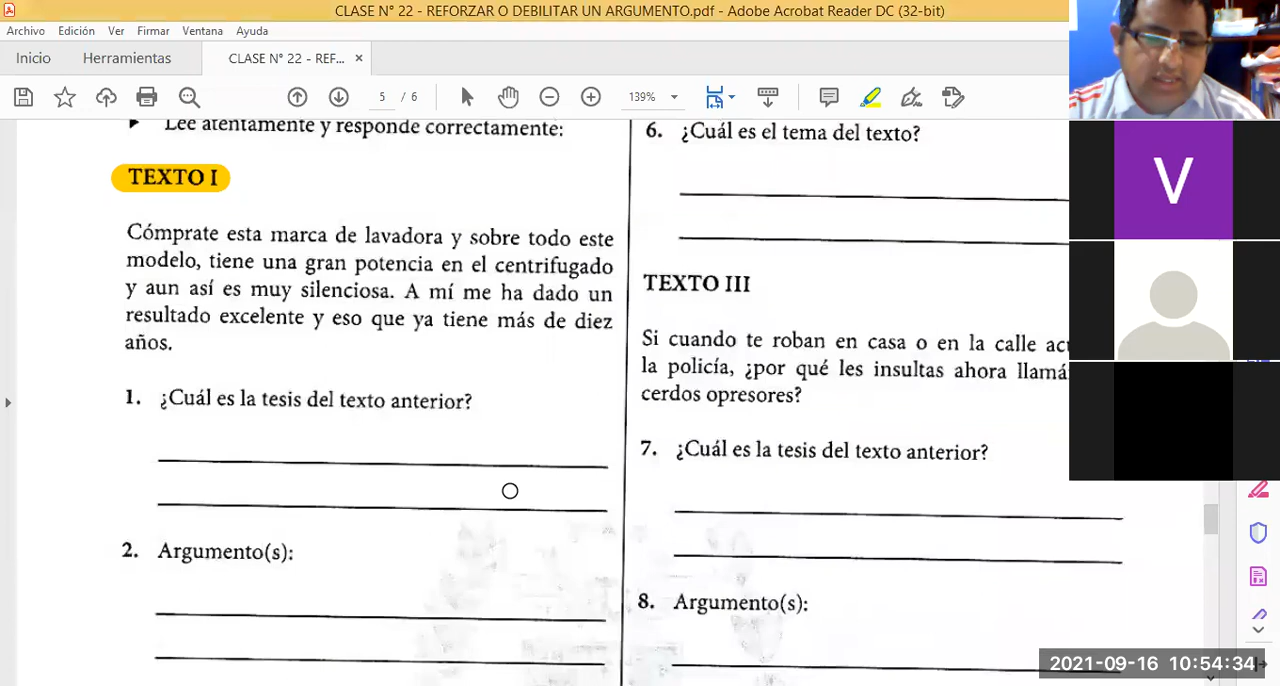 CLASE N° 22 - REFORZAR O DEBILITAR UN ARGUMENTO.pdf - Adobe Acrobat Reader DC (32-bit)
Archivo Edición Ver Firmar Ventana Ayuda
Inicio Herramientas CLASE N° 22 - REF... ×
5 / 6 139%
Lee atentamente y responde correctamente:
TEXTO I
Cómprate esta marca de lavadora y sobre todo este
modelo, tiene una gran potencia en el centrifugado
y aun así es muy silenciosa. A mí me ha dado un
resultado excelente y eso que ya tiene más de diez
años.
1. ¿Cuál es la tesis del texto anterior?
2. Argumento(s):
6. ¿Cuál es el tema del texto?
TEXTO III
Si cuando te roban en casa o en la calle
la policía, ¿por qué les insultas ahora
cerdos opresores?
7. ¿Cuál es la tesis del texto anterior?
8. Argumento(s):
V
2021-09-16 10:54:34